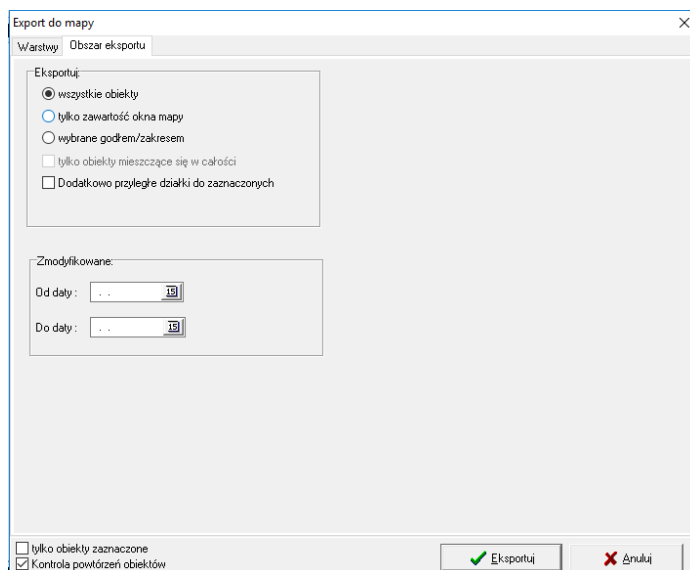 Export do mapy
Warstwy Obszar eksportu
Eksportuj:
wszystkie obiekty
tylko zawartość okna mapy
wybrane godłem/zakresem
tylko obiekty mieszczące się w całości
Dodatkowo przyległe działki do zaznaczonych
Zmodyfikowane:
Od daty : . . 15
Do daty : . . 15
tylko obiekty zaznaczone
Kontrola powtórzeń obiektów
Eksportuj Anuluj